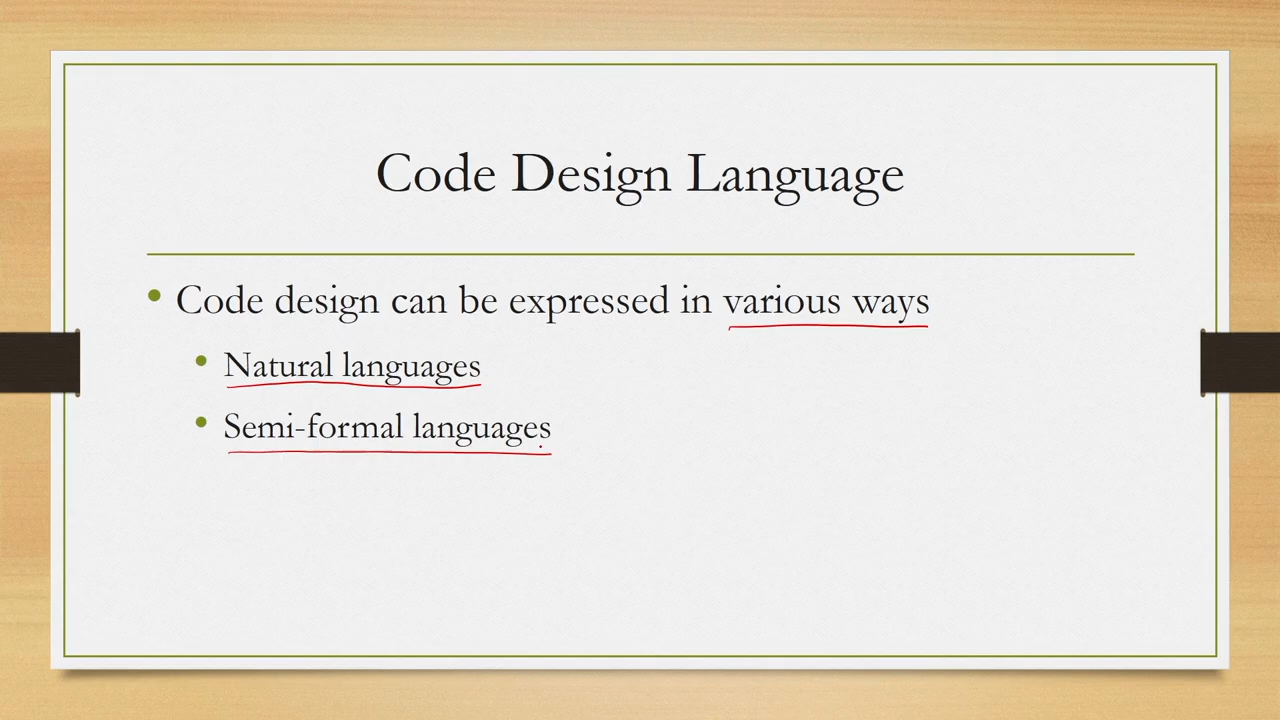 Code Design Language
• Code design can be expressed in various ways
• Natural languages
• Semi-formal languages